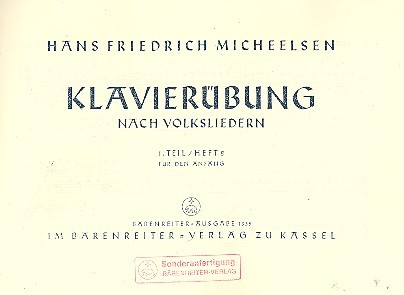 HANS FRIEDRICH MICHEELSEN
KLAVIERÜBUNG
NACH VOLKSLIEDERN
1. TEIL / HEFT
FÜR DEN ANFANG
BÄRENREITER-AUSGABE
IM BÄRENREITER-VERLAG ZU KASSEL
Sonderanfertigung
BÄRENREITER-VERLAG